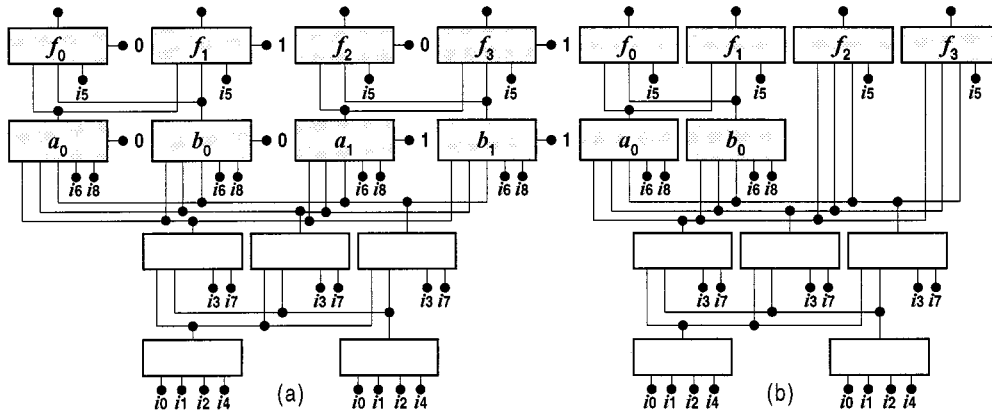 f0 0 f1 1 f2 0 f3 1 f0 f1 f2 f3
i5 i5 i5 i5 i5 i5 i5 i5
a0 0 b0 0 a1 1 b1 1 a0 b0
i6 i8 i6 i8 i6 i8 i6 i8 i6 i8 i6 i8
i3 i7 i3 i7 i3 i7 i3 i7 i3 i7 i3 i7
i0 i1 i2 i4 (a) i0 i1 i2 i4 i0 i1 i2 i4 (b) i0 i1 i2 i4